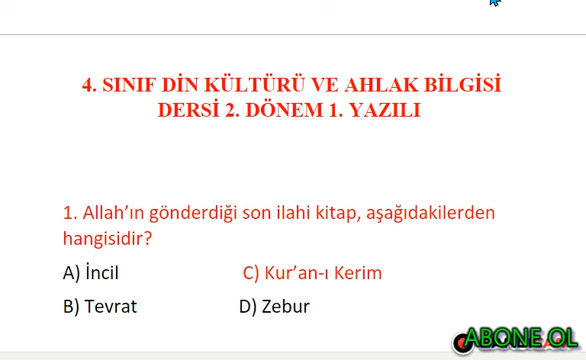 4. SINIF DİN KÜLTÜRÜ VE AHLAK BİLGİSİ
DERSİ 2. DÖNEM 1. YAZILI
1. Allah’ın gönderdiği son ilahi kitap, aşağıdakilerden
hangisidir?
A) İncil C) Kur’an-ı Kerim
B) Tevrat D) Zebur
ABONE OL